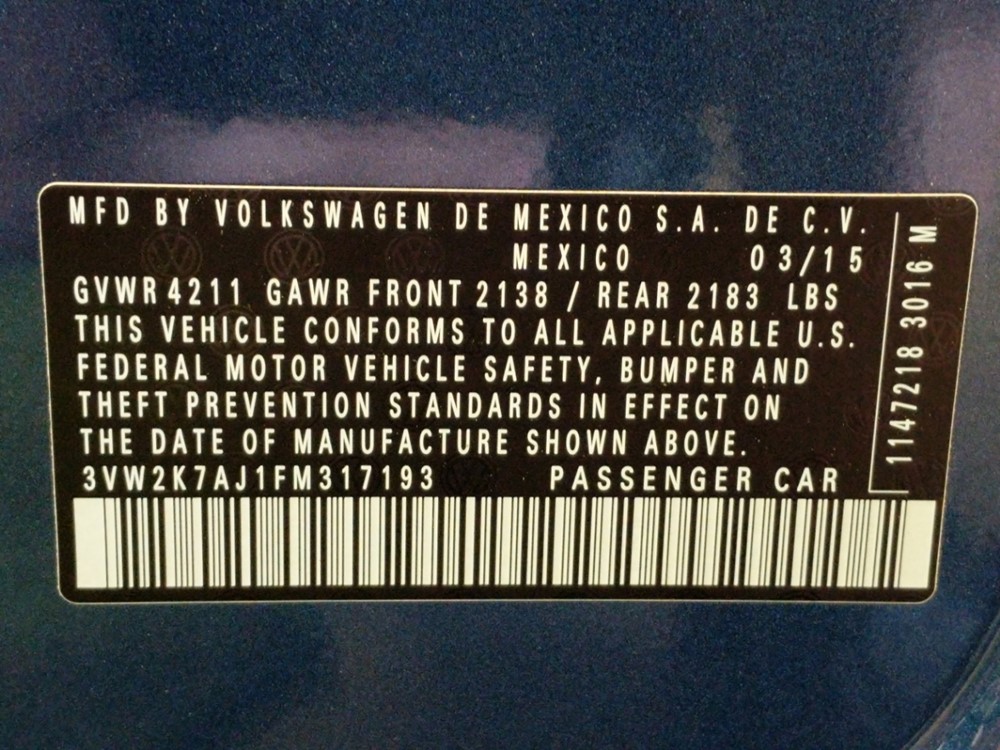 MFD BY VOLKSWAGEN DE MEXICO S.A. DE C.V.
MEXICO 03/15
GVWR 4211 GAWR FRONT 2138 / REAR 2183 LBS
THIS VEHICLE CONFORMS TO ALL APPLICABLE U.S.
FEDERAL MOTOR VEHICLE SAFETY, BUMPER AND
THEFT PREVENTION STANDARDS IN EFFECT ON
THE DATE OF MANUFACTURE SHOWN ABOVE.
3VW2K7AJ1FM317193 PASSENGER CAR
1147218 3016 M